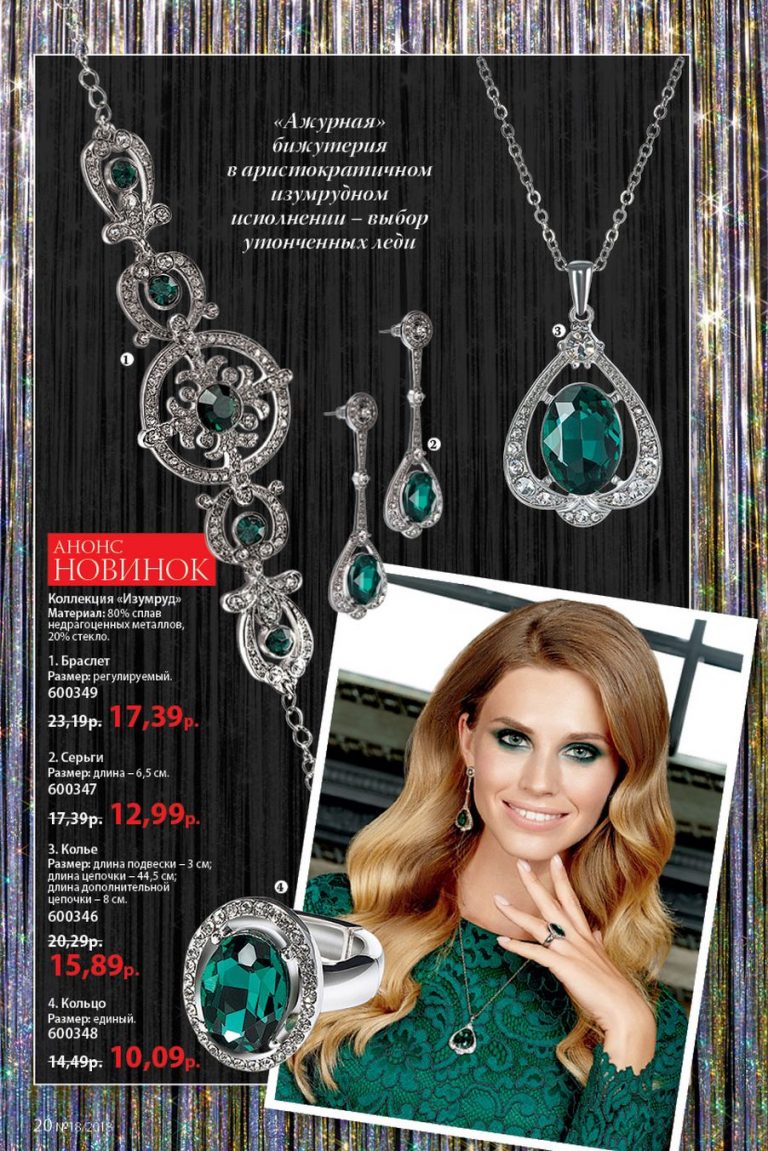 «Ажурная»
бижутерия
в аристократичном
изумрудном
исполнении – выбор
утонченных леди
1
2
3
АНОНС
НОВИНОК
Коллекция «Изумруд»
Материал: 80% сплав
недрагоценных металлов,
20% стекло.
1. Браслет
Размер: регулируемый.
600349
23,19р. 17,39р.
2. Серьги
Размер: длина – 6,5 см.
600347
17,39р. 12,99р.
3. Колье
Размер: длина подвески – 3 см;
длина цепочки – 44,5 см;
длина дополнительной
цепочки – 8 см.
600346
20,29р.
15,89р.
4
4. Кольцо
Размер: единый.
600348
14,49р. 10,09р.
20 №18/2018